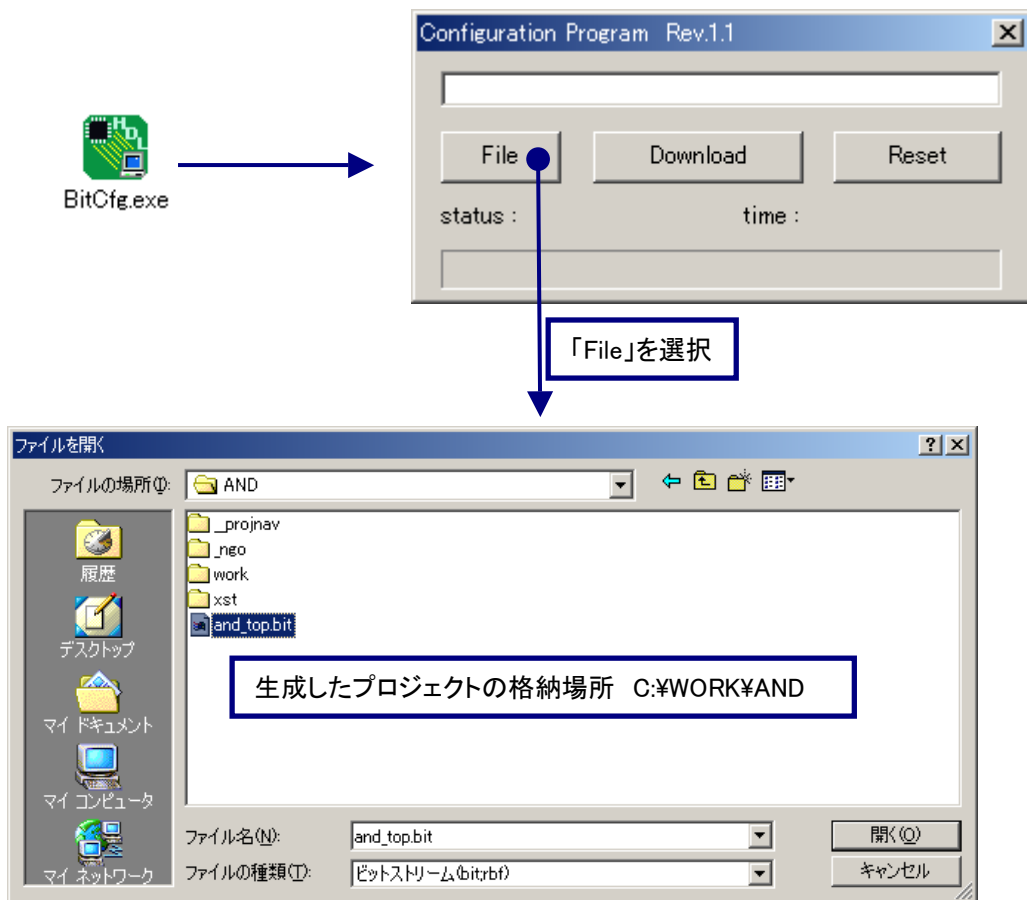 Configuration Program Rev.1.1
HDL
BitCfg.exe
File
Download
Reset
status :
time :
「File」を選択
ファイルを開く
ファイルの場所(I):
AND
_projnav
_ngo
work
xst
and_top.bit
生成したプロジェクトの格納場所 C:¥WORK¥AND
履歴
デスクトップ
マイ ドキュメント
マイ コンピュータ
マイ ネットワーク
ファイル名(N):
and_top.bit
開く(O)
ファイルの種類(T):
ビットストリーム(bit;rbf)
キャンセル